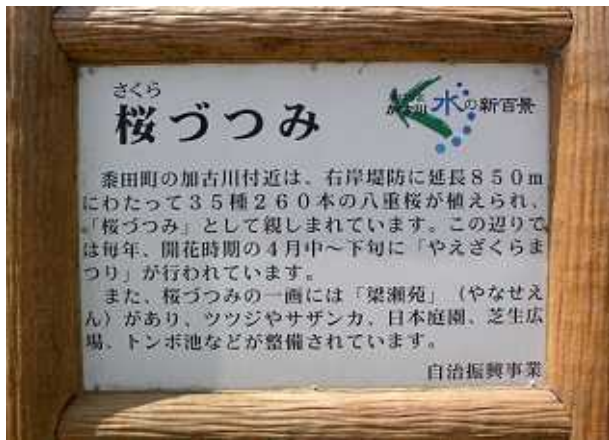 さくら
桜づつみ
加古川
水の新百景
黍田町の加古川付近は、右岸堤防に延長850m
にわたって35種260本の八重桜が植えられ、
「桜づつみ」として親しまれています。この辺りで
は毎年、開花時期の4月中～下旬に「やえざくらま
つり」が行われています。
また、桜づつみの一画には「梁瀬苑」（やなせえ
ん）があり、ツツジやサザンカ、日本庭園、芝生広
場、トンボ池などが整備されています。
自治振興事業